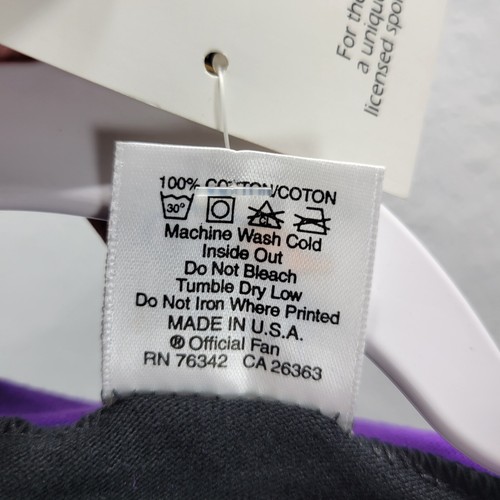 For the
a unique
licensed spo
100% COTTON/COTON
30°
CL
Machine Wash Cold
Inside Out
Do Not Bleach
Tumble Dry Low
Do Not Iron Where Printed
MADE IN U.S.A.
® Official Fan
RN 76342 CA 26363